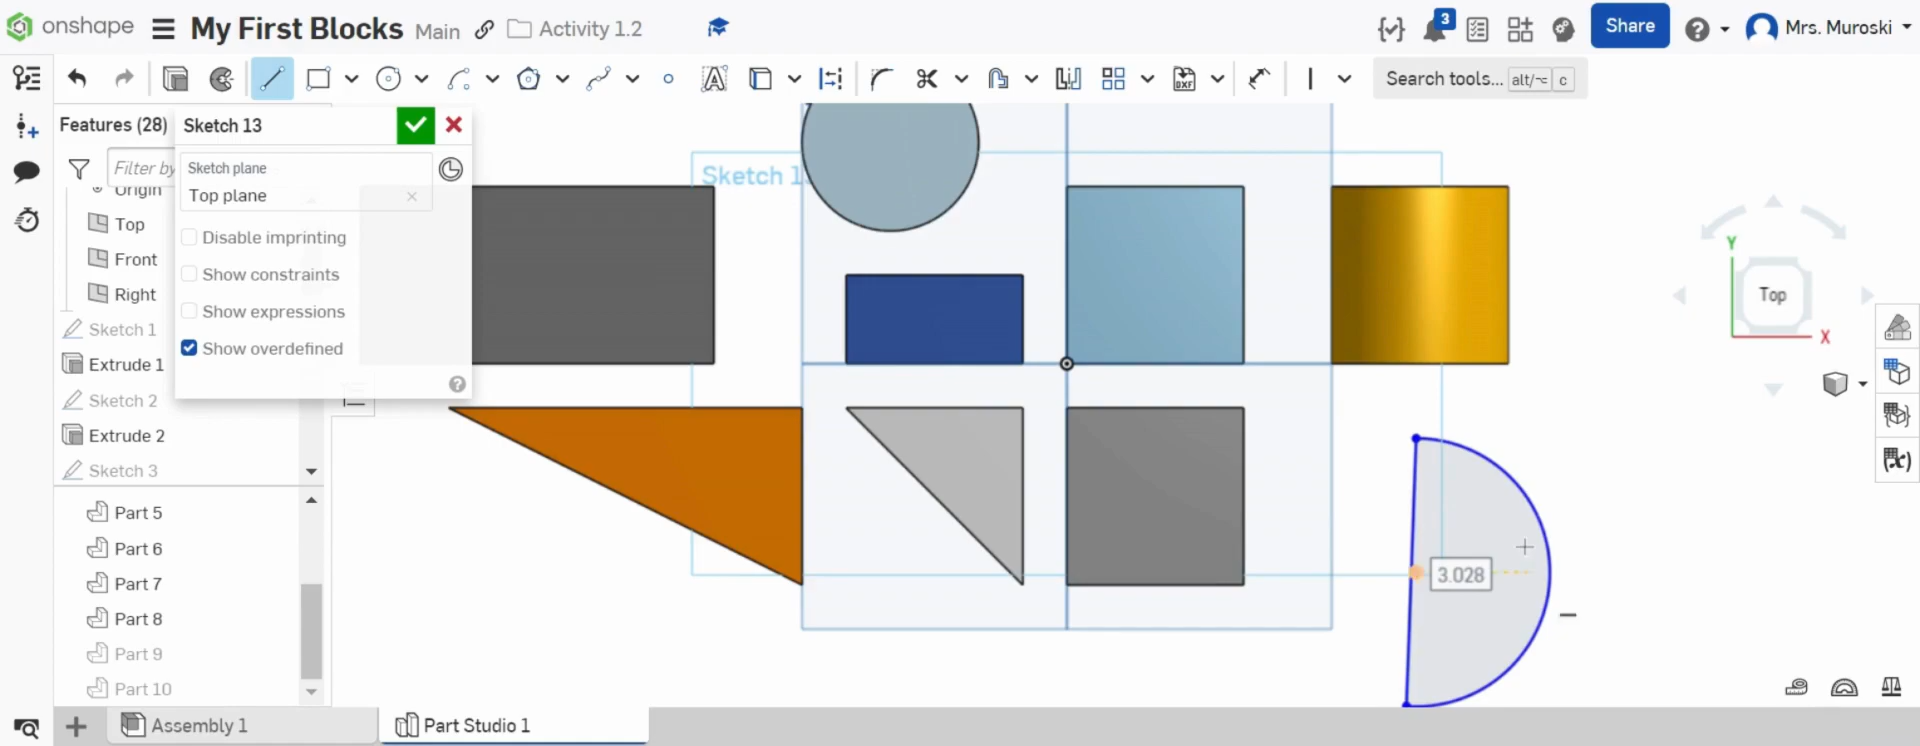 onshape My First Blocks Main Activity 1.2 3 Share Mrs. Muroski
Search tools... alt/⌥ c
Features (28) Sketch 13
Filter by Sketch plane
Top plane
Origin
Top
Front
Right
Sketch 1
Extrude 1
Sketch 2
Extrude 2
Sketch 3
Disable imprinting
Show constraints
Show expressions
Show overdefined
Part 5
Part 6
Part 7
Part 8
Part 9
Part 10
Sketch 1
DXF
Y
Top
X
3.028
(x)
Assembly 1 Part Studio 1